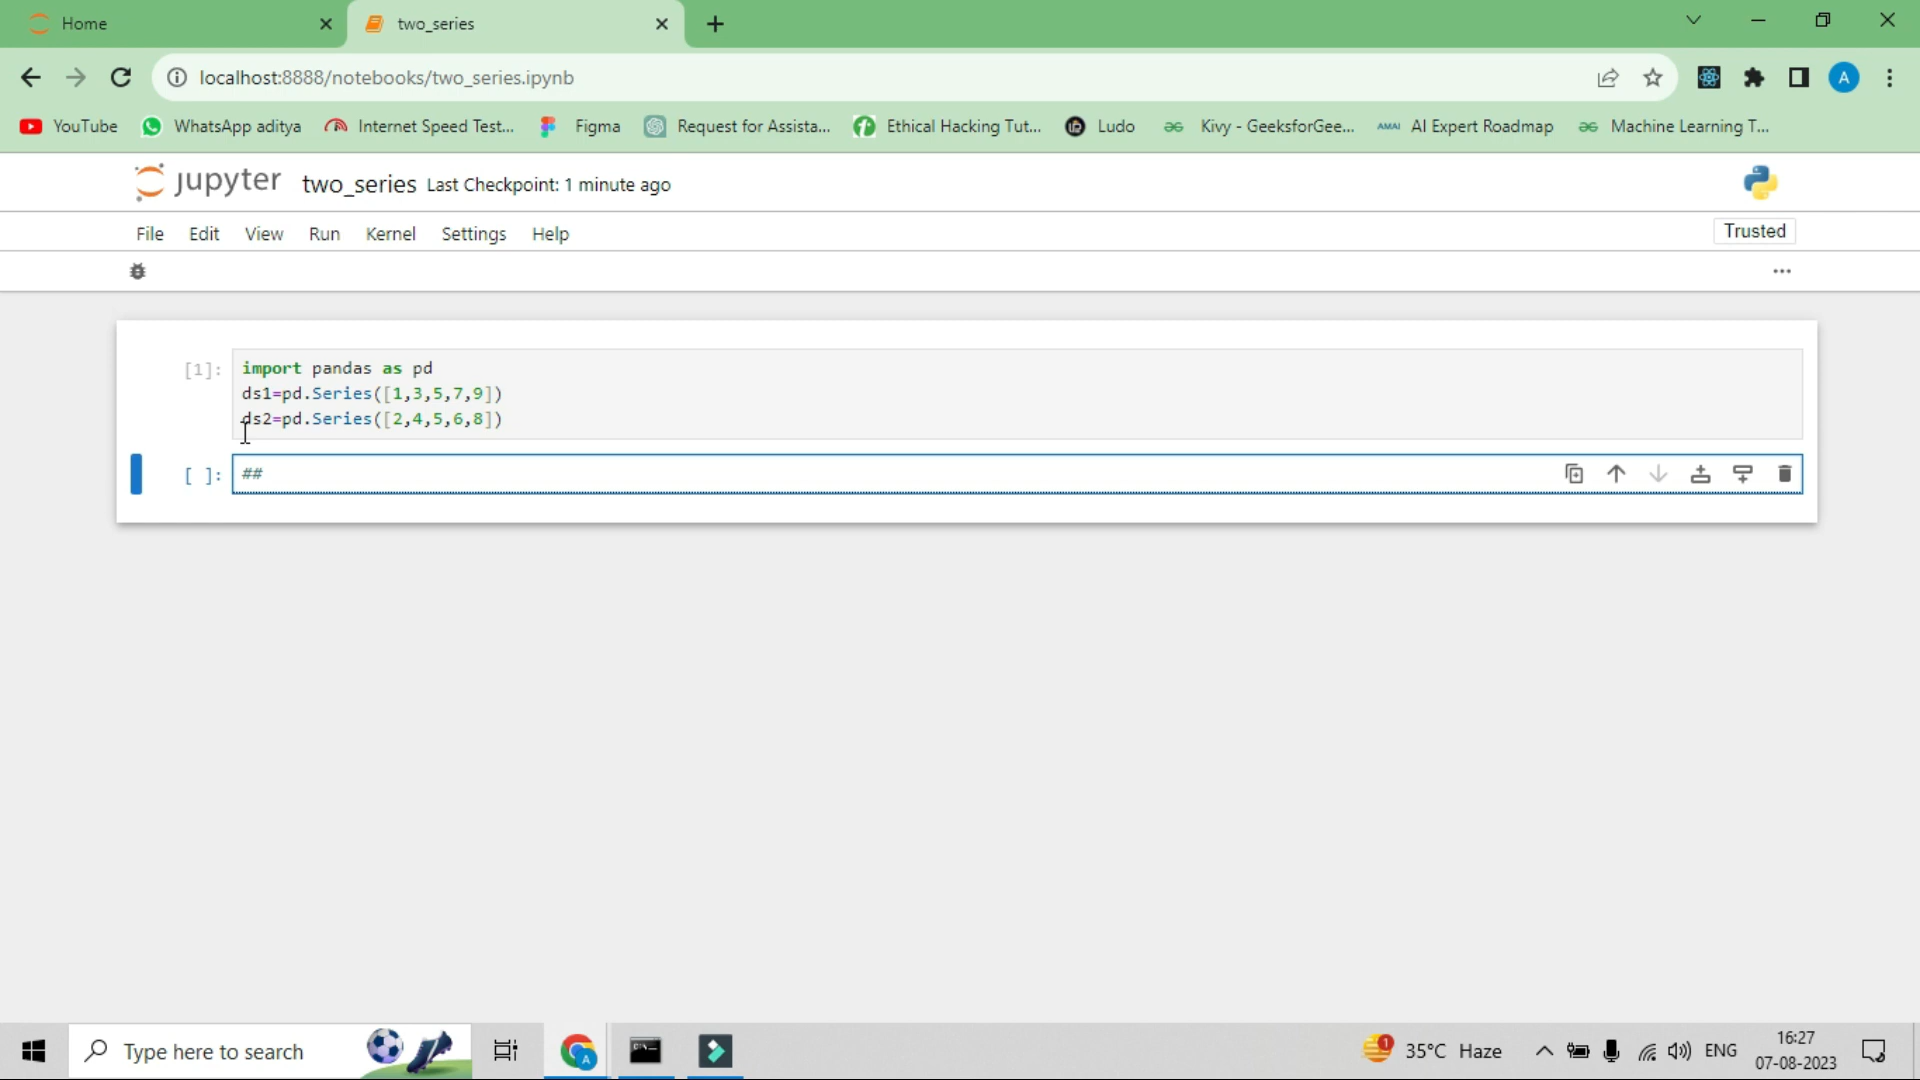 Home
two_series
localhost:8888/notebooks/two_series.ipynb
A
YouTube
WhatsApp aditya
Internet Speed Test...
Figma
Request for Assista...
Ethical Hacking Tut...
Ludo
Kivy - GeeksforGee...
AMAI
AI Expert Roadmap
Machine Learning T...
jupyter two_series Last Checkpoint: 1 minute ago
File Edit View Run Kernel Settings Help
Trusted
[1]: import pandas as pd
ds1=pd.Series([1,3,5,7,9])
ds2=pd.Series([2,4,5,6,8])
[ ]: ##
Type here to search
A
1
35°C Haze
ENG
16:27
07-08-2023